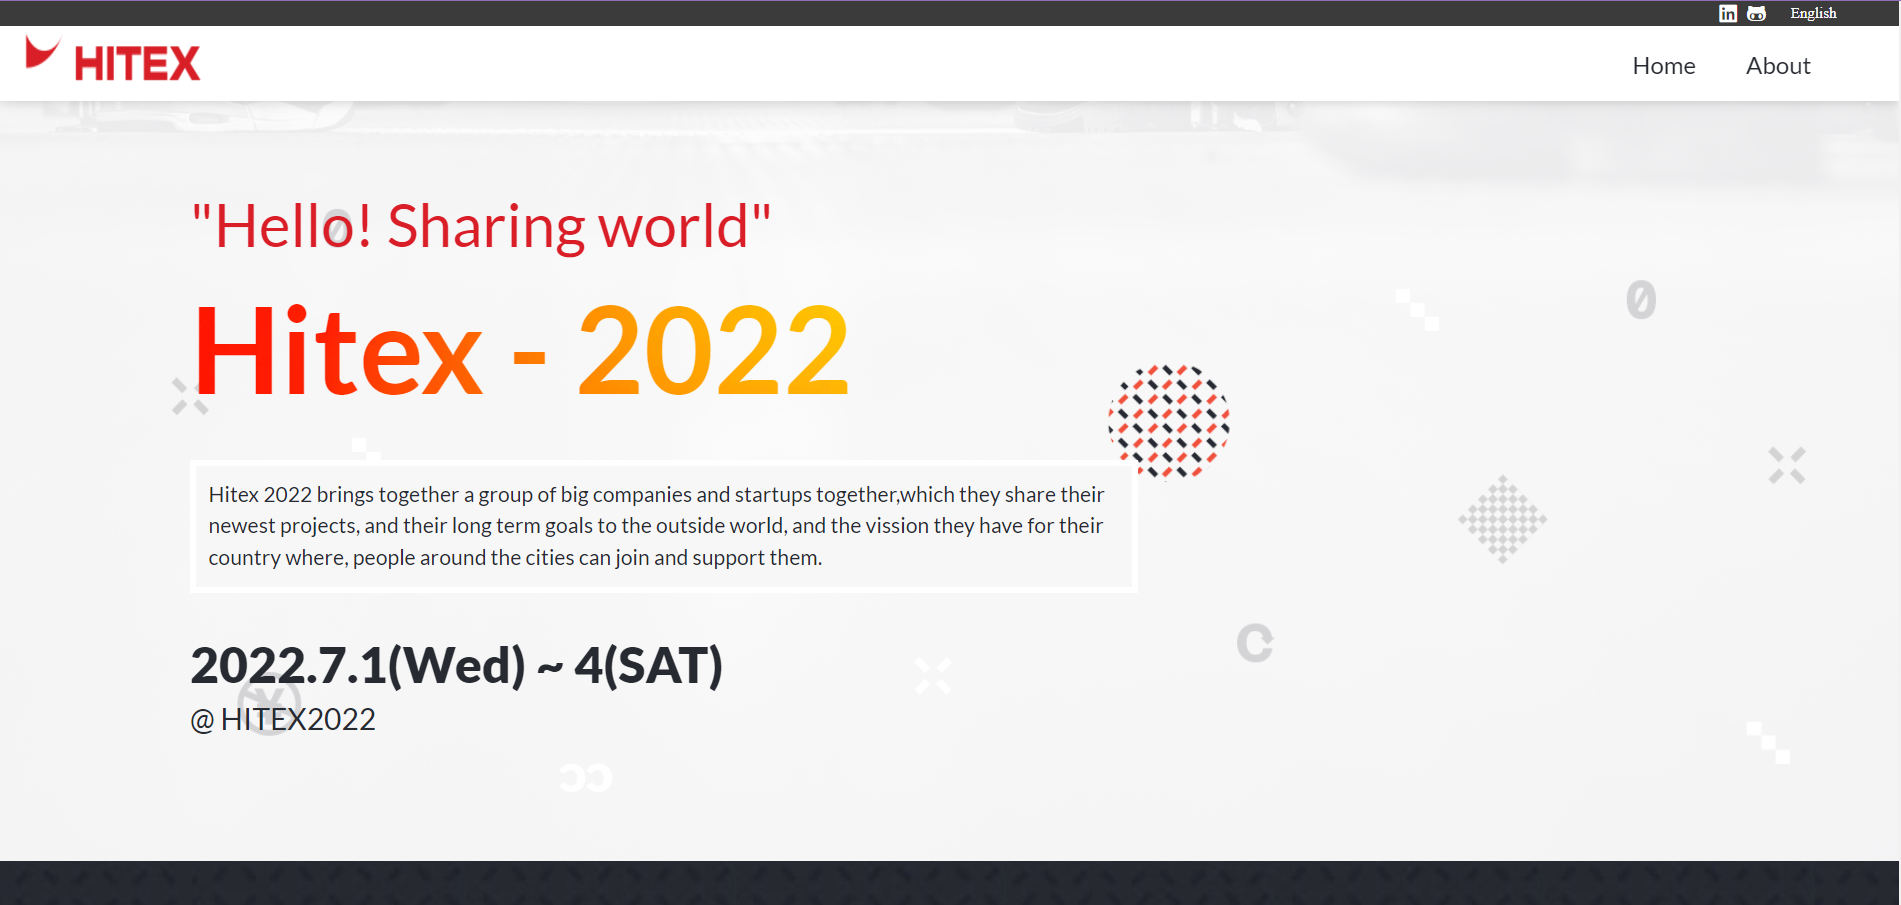 English
HITEX
Home
About
"Hello! Sharing world"
Hitex - 2022
Hitex 2022 brings together a group of big companies and startups together,which they share their
newest projects, and their long term goals to the outside world, and the vission they have for their
country where, people around the cities can join and support them.
2022.7.1(Wed) ~ 4(SAT)
@ HITEX2022